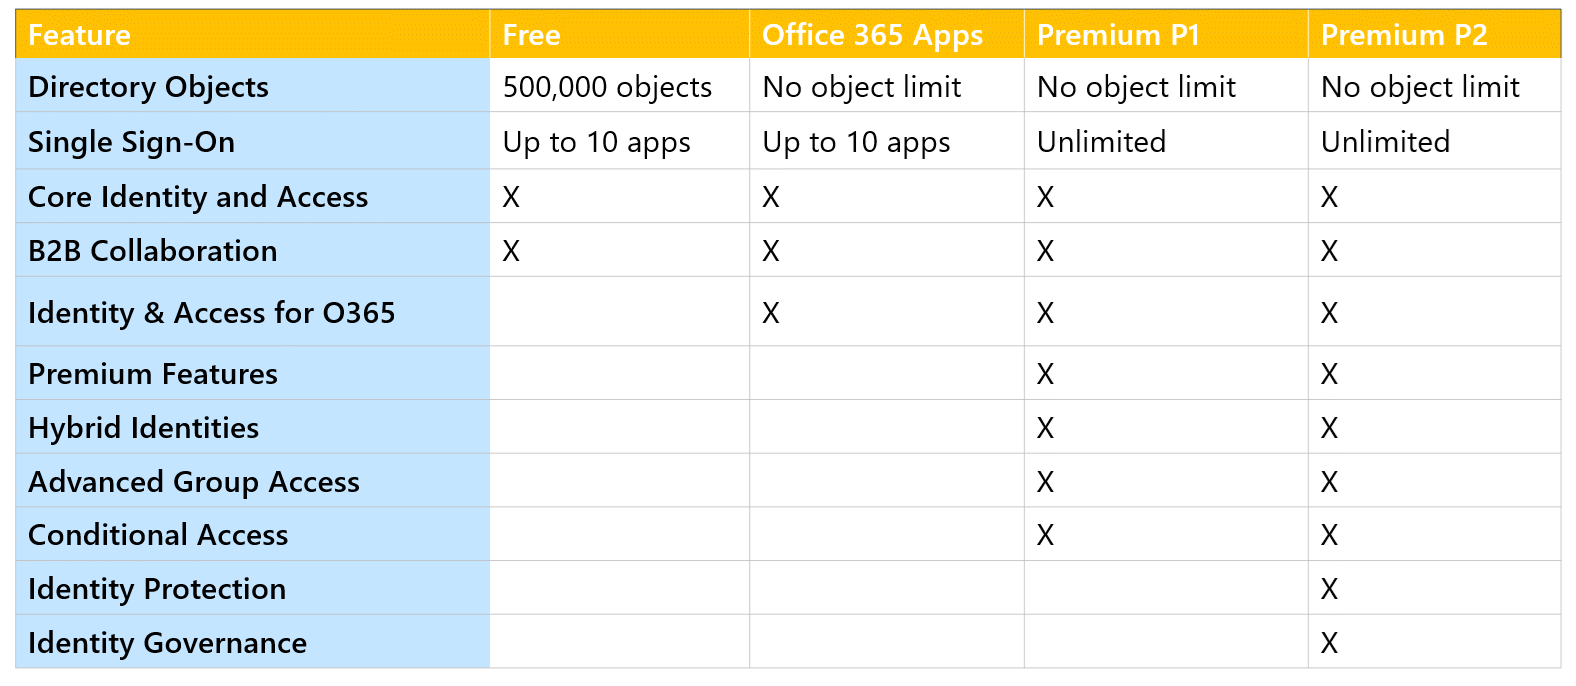 Feature Free Office 365 Apps Premium P1 Premium P2
Directory Objects 500,000 objects No object limit No object limit No object limit
Single Sign-On Up to 10 apps Up to 10 apps Unlimited Unlimited
Core Identity and Access X X X X
B2B Collaboration X X X X
Identity & Access for O365 X X X
Premium Features X X
Hybrid Identities X X
Advanced Group Access X X
Conditional Access X X
Identity Protection X
Identity Governance X